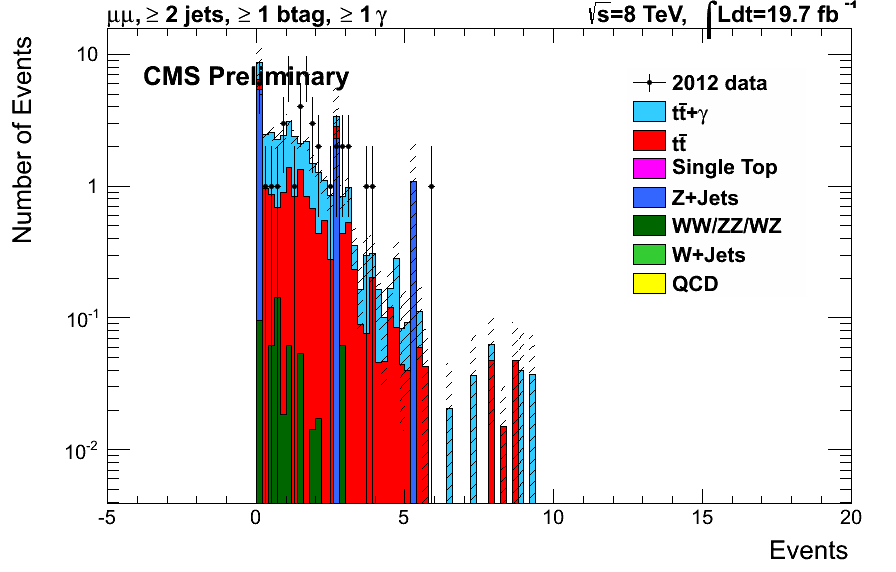 μμ, ≥ 2 jets, ≥ 1 btag, ≥ 1 γ
√s=8 TeV, ∫Ldt=19.7 fb⁻¹
CMS Preliminary
2012 data
tt̄+γ
tt̄
Single Top
Z+Jets
WW/ZZ/WZ
W+Jets
QCD
Number of Events
10
1
10⁻¹
10⁻²
-5 0 5 10 15 20
Events